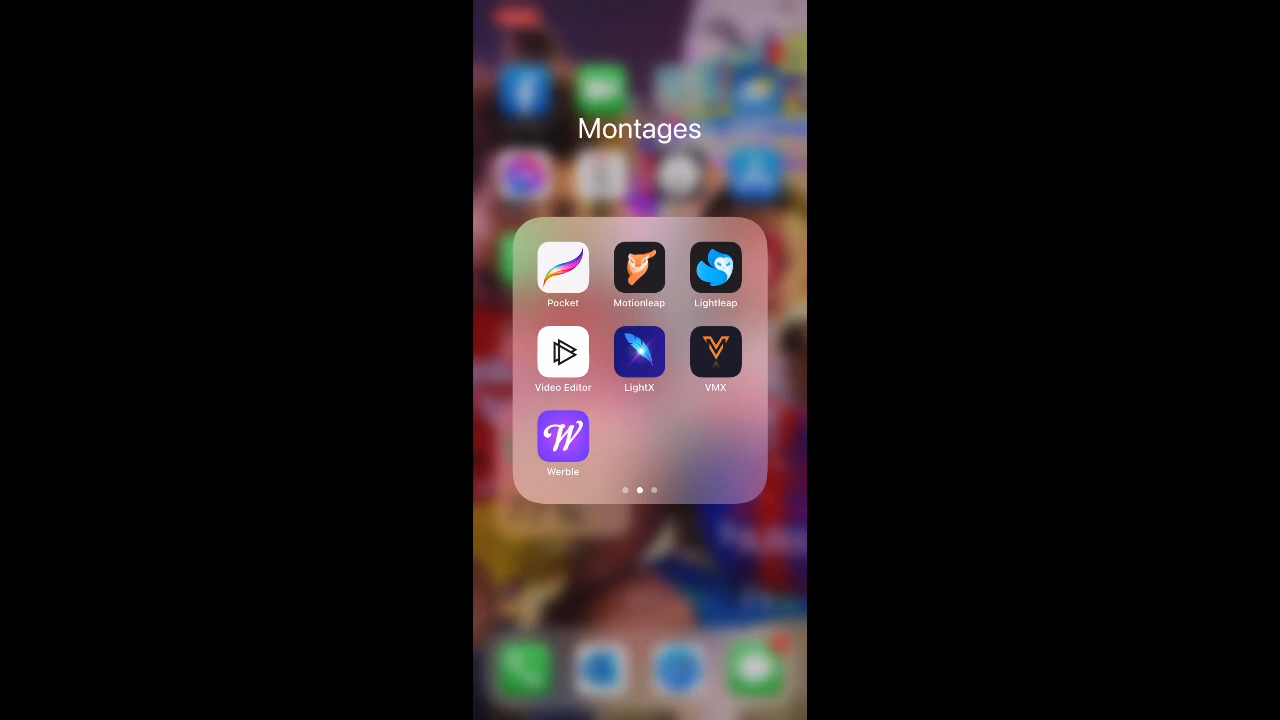 Montages
Pocket Motionleap Lightleap
Video Editor LightX VMX
W
Werble